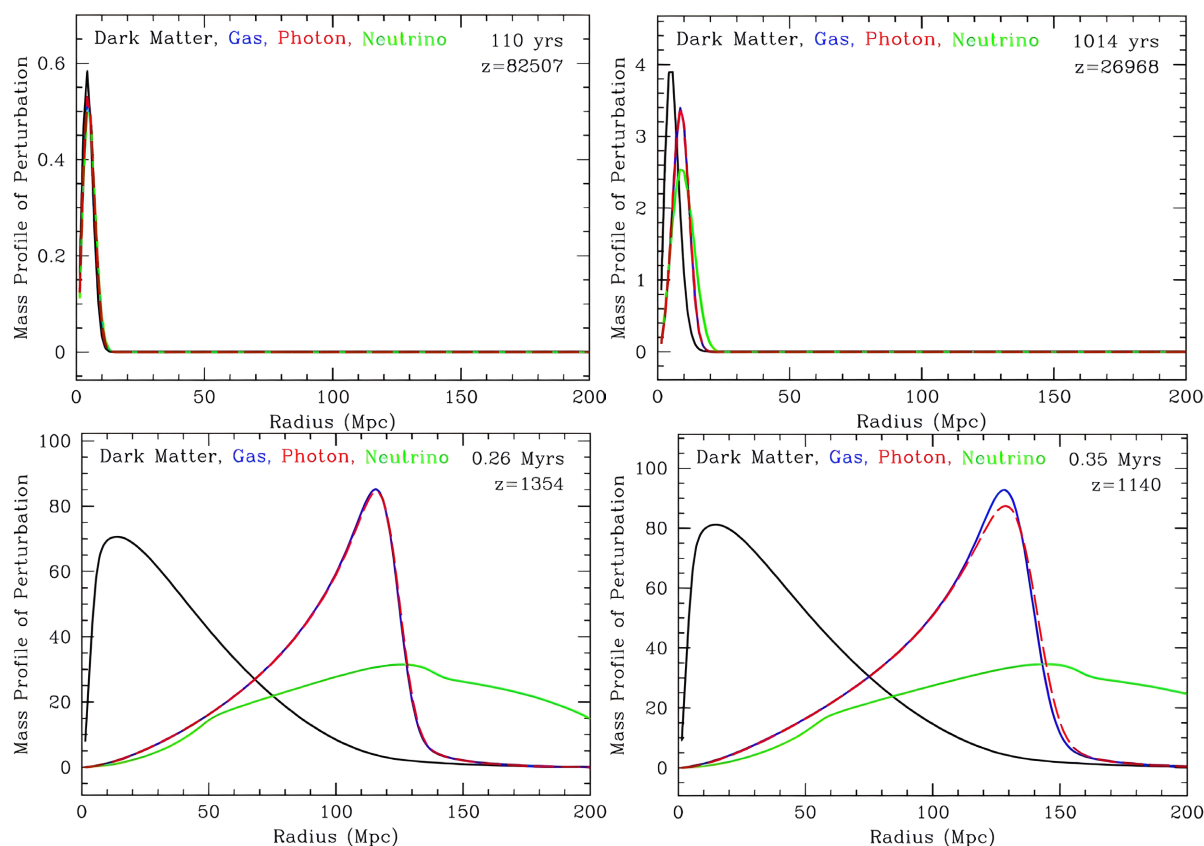 Dark Matter, Gas, Photon, Neutrino 110 yrs
z=82507
0.6
0.4
0.2
0
Mass Profile of Perturbation
0 50 100 150 200
Radius (Mpc)
Dark Matter, Gas, Photon, Neutrino 1014 yrs
z=26968
4
3
2
1
0
Mass Profile of Perturbation
0 50 100 150 200
Radius (Mpc)
Dark Matter, Gas, Photon, Neutrino 0.26 Myrs
z=1354
100
80
60
40
20
0
Mass Profile of Perturbation
0 50 100 150 200
Radius (Mpc)
Dark Matter, Gas, Photon, Neutrino 0.35 Myrs
z=1140
100
80
60
40
20
0
Mass Profile of Perturbation
0 50 100 150 200
Radius (Mpc)